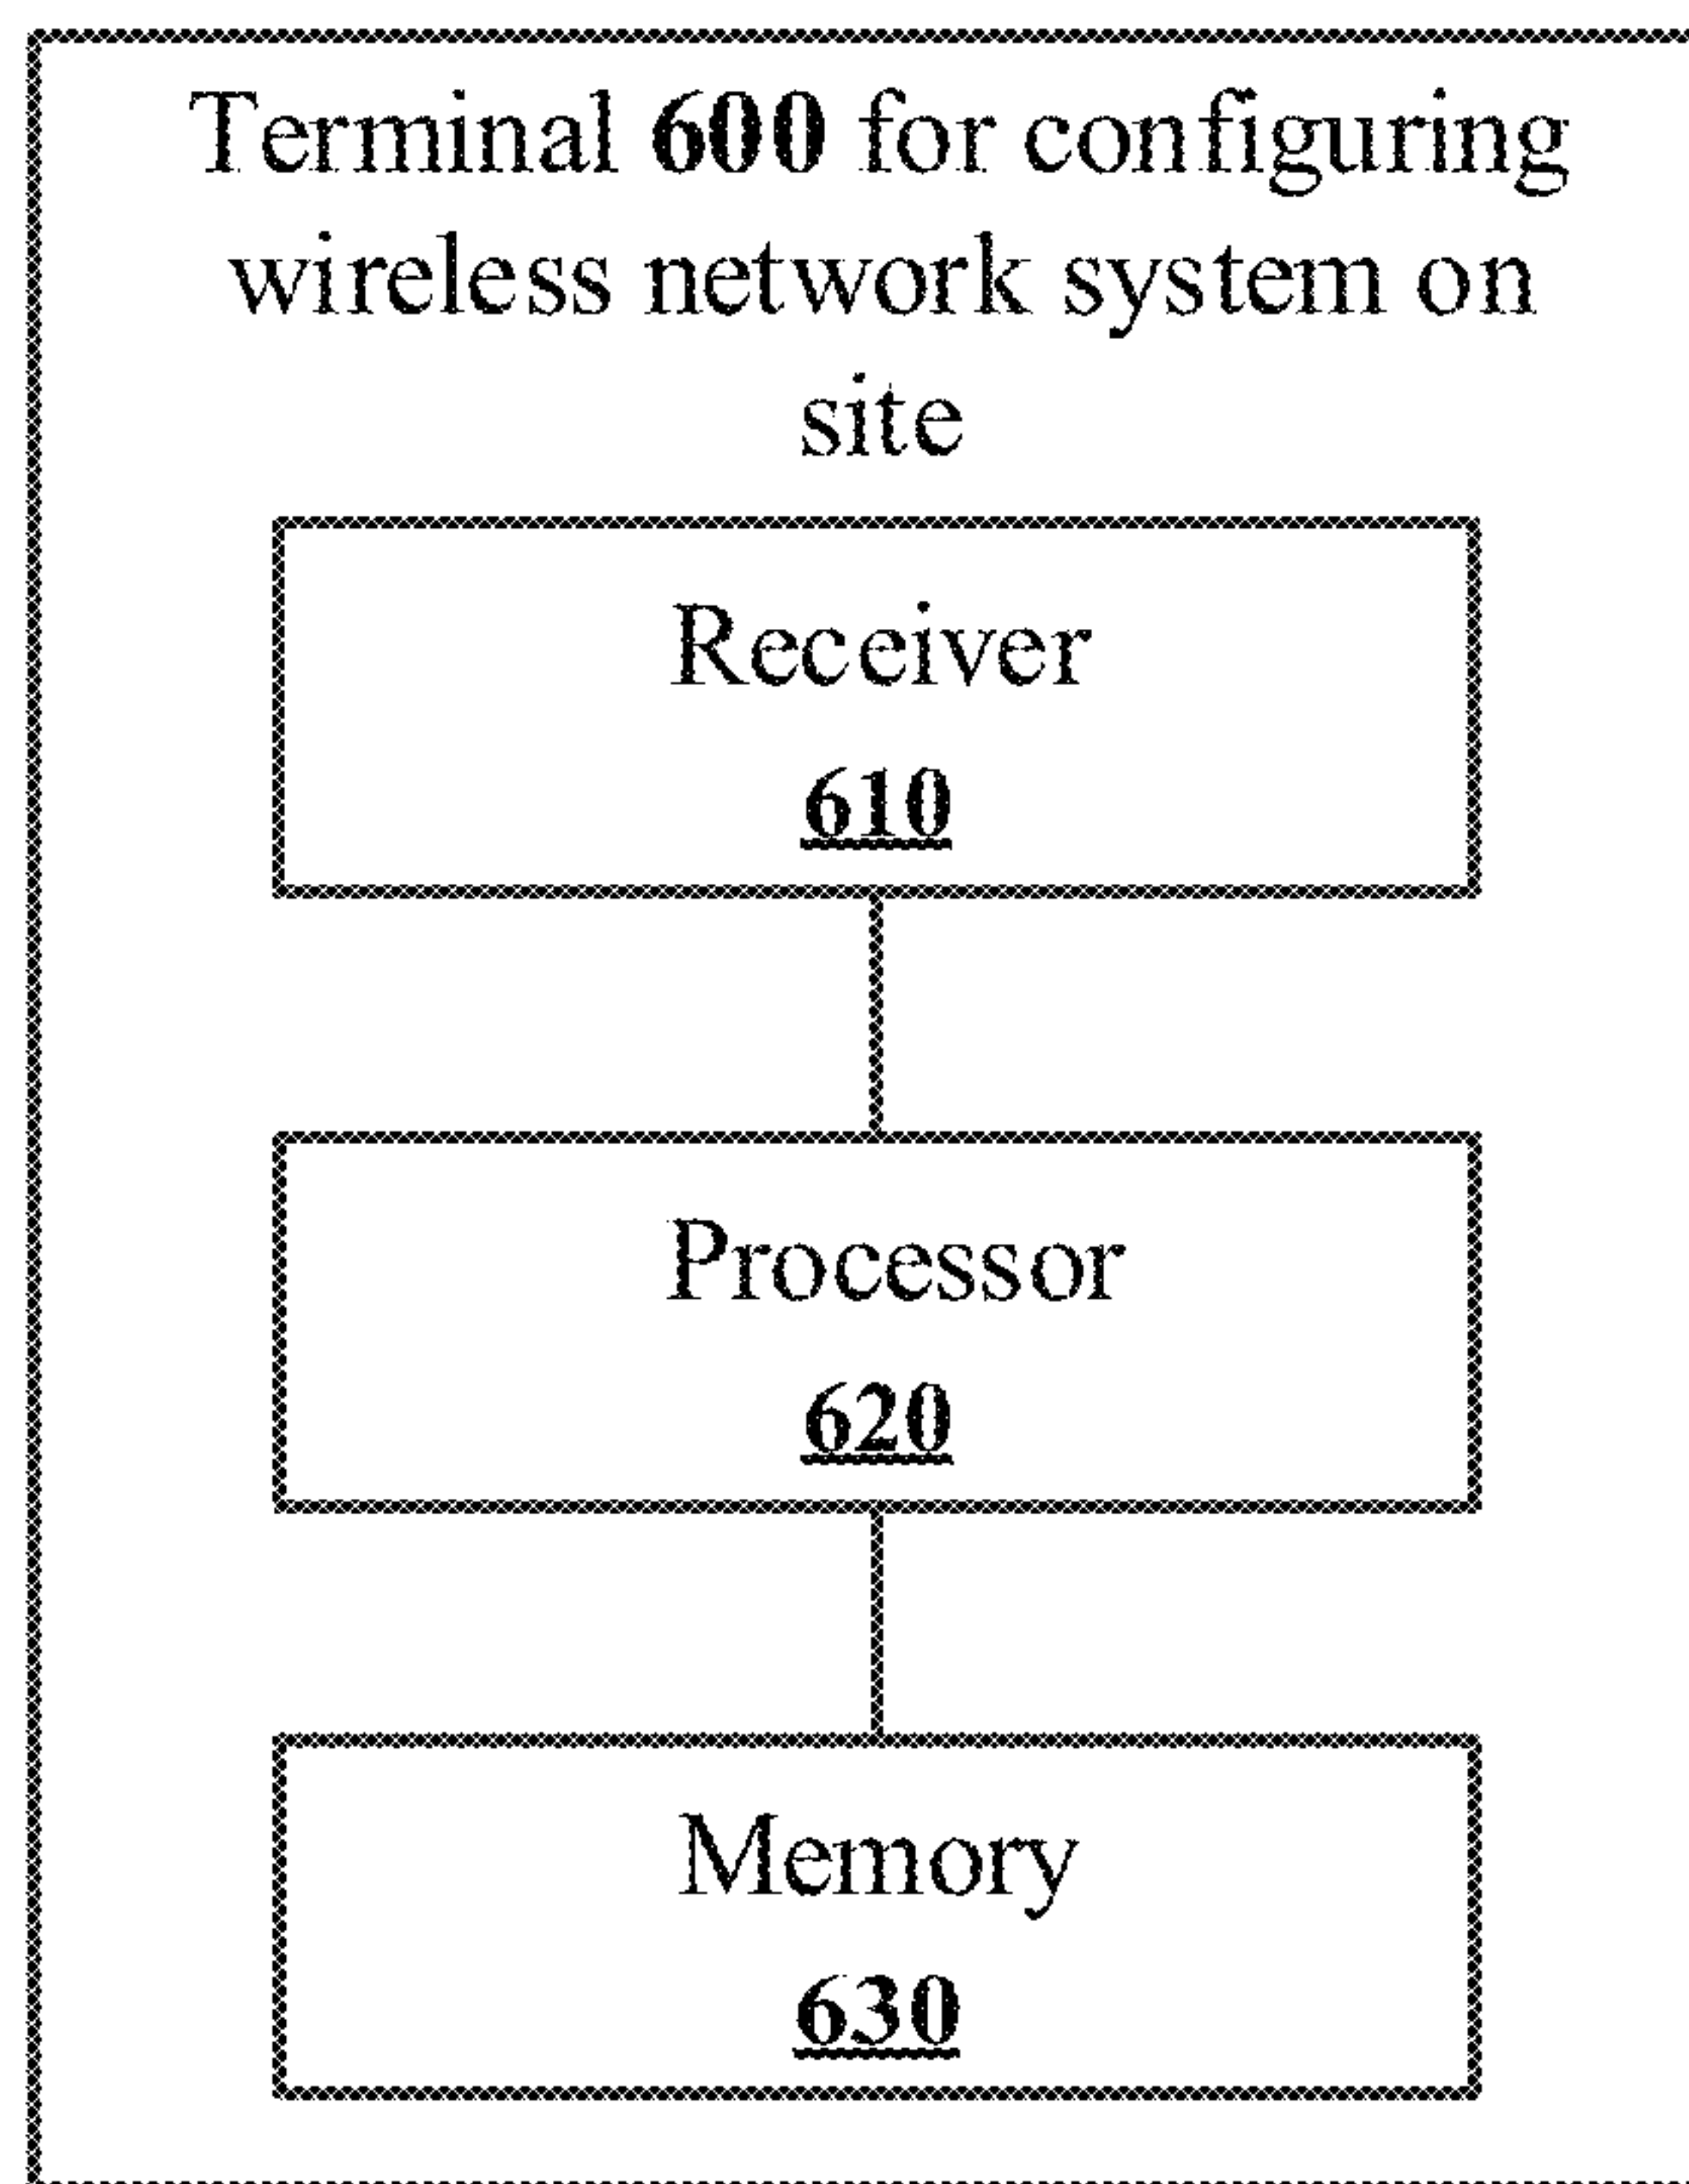 Terminal 600 for configuring
wireless network system on
site
Receiver
610
Processor
620
Memory
630